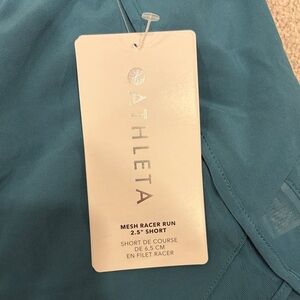 ATHLETA
MESH RACER RUN
2.5" SHORT
SHORT DE COURSE
DE 6,5 CM
EN FILET RACER